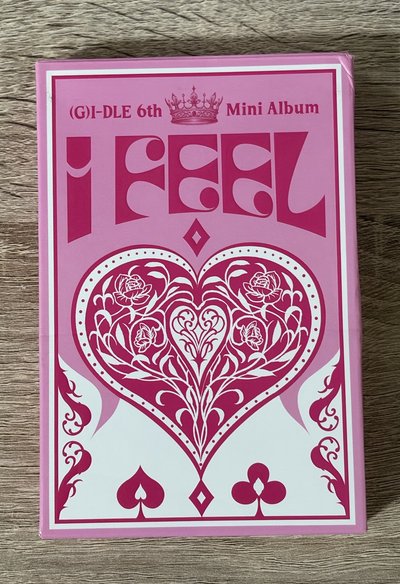 (G)I-DLE 6th Mini Album
i FEEL